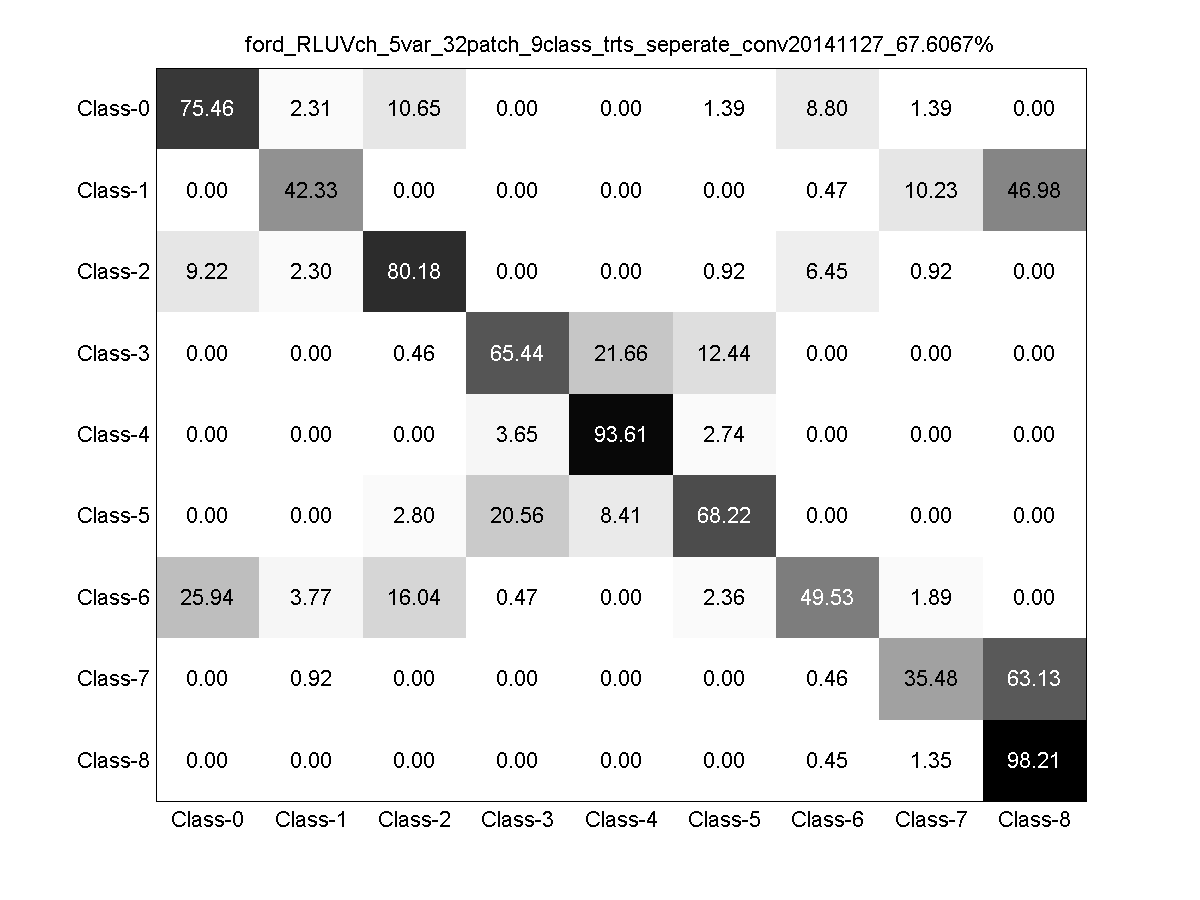 ford_RLUVch_5var_32patch_9class_trts_seperate_conv20141127_67.6067%
Class-0 75.46 2.31 10.65 0.00 0.00 1.39 8.80 1.39 0.00
Class-1 0.00 42.33 0.00 0.00 0.00 0.00 0.47 10.23 46.98
Class-2 9.22 2.30 80.18 0.00 0.00 0.92 6.45 0.92 0.00
Class-3 0.00 0.00 0.46 65.44 21.66 12.44 0.00 0.00 0.00
Class-4 0.00 0.00 0.00 3.65 93.61 2.74 0.00 0.00 0.00
Class-5 0.00 0.00 2.80 20.56 8.41 68.22 0.00 0.00 0.00
Class-6 25.94 3.77 16.04 0.47 0.00 2.36 49.53 1.89 0.00
Class-7 0.00 0.92 0.00 0.00 0.00 0.00 0.46 35.48 63.13
Class-8 0.00 0.00 0.00 0.00 0.00 0.00 0.45 1.35 98.21
Class-0 Class-1 Class-2 Class-3 Class-4 Class-5 Class-6 Class-7 Class-8